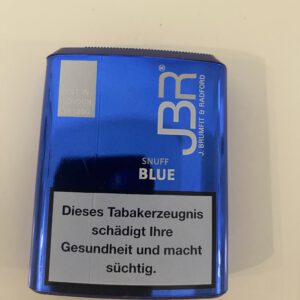 JBR®
J. BRUMFIT & RADFORD
SNUFF
BLUE
Dieses Tabakerzeugnis
schädigt Ihre
Gesundheit und macht
süchtig.